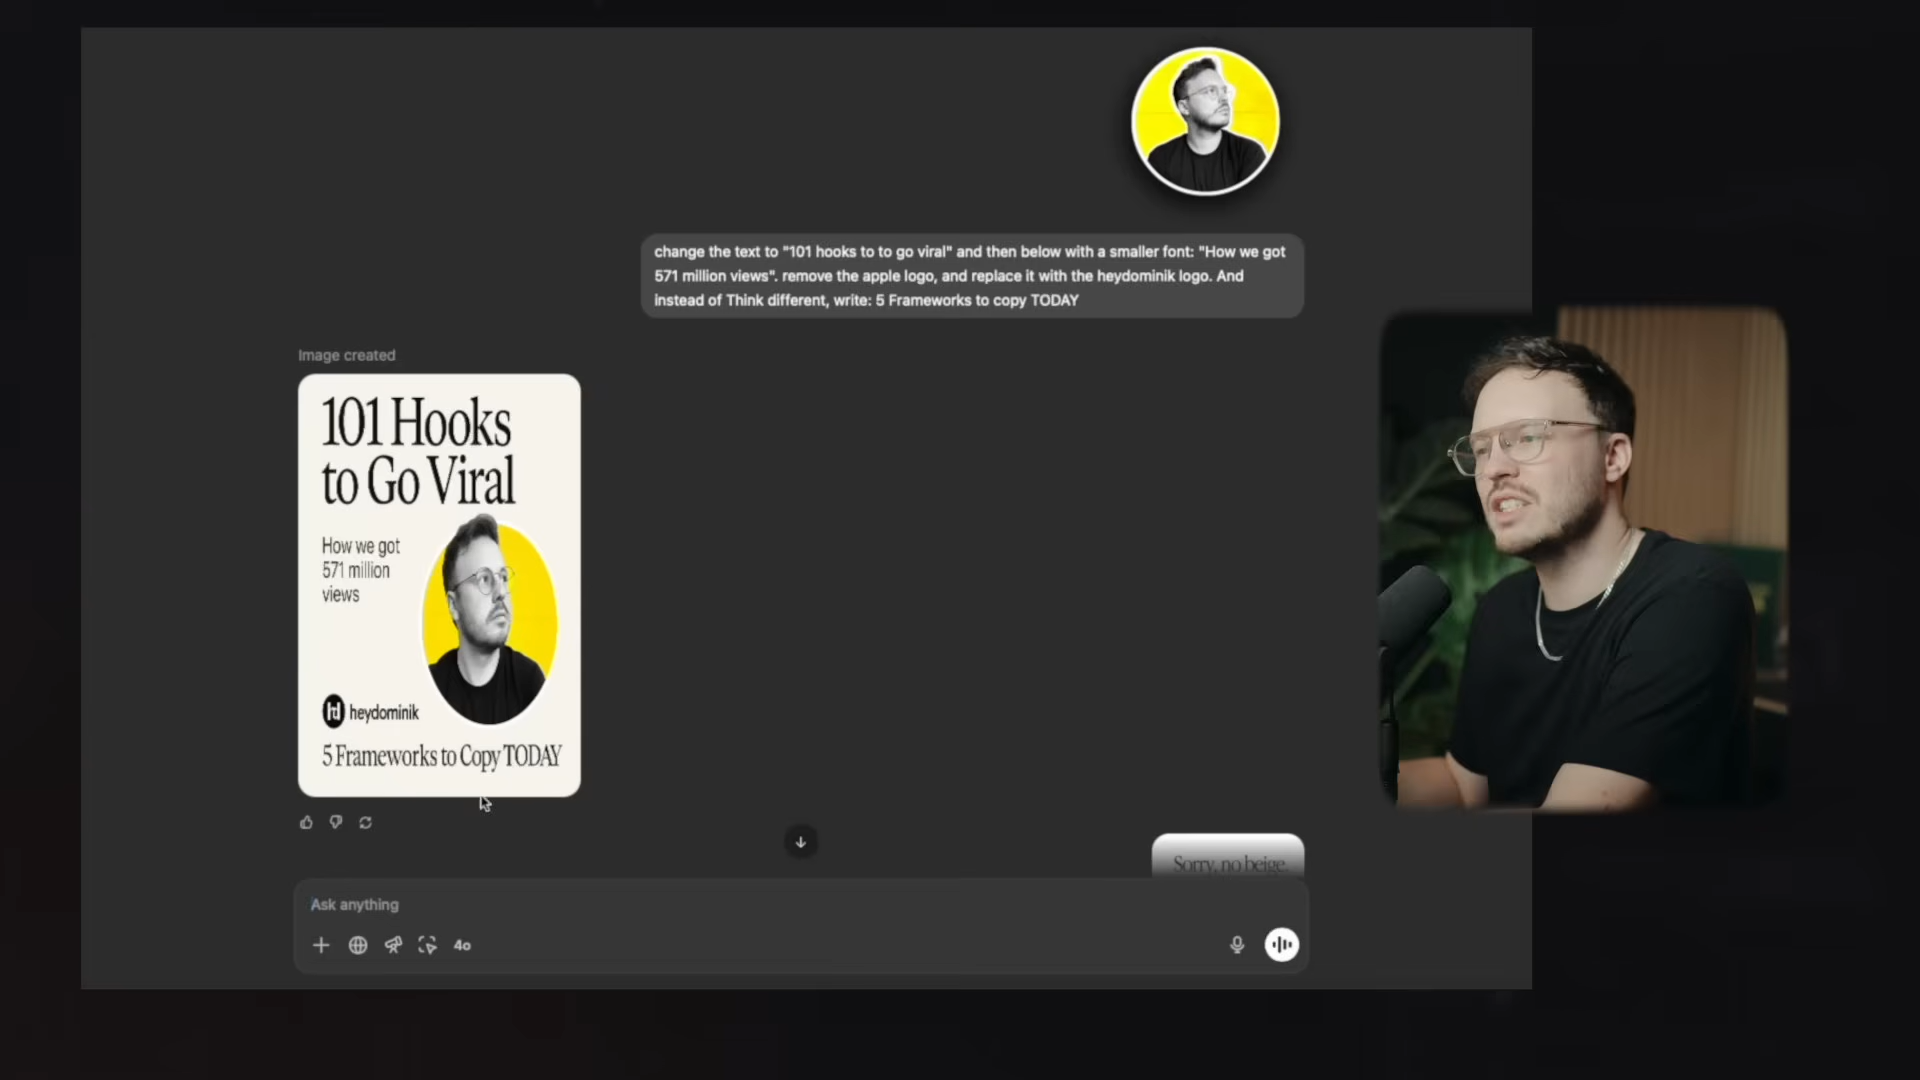 change the text to "101 hooks to to go viral" and then below with a smaller font: "How we got
571 million views". remove the apple logo, and replace it with the heydominik logo. And
instead of Think different, write: 5 Frameworks to copy TODAY
Image created
101 Hooks
to Go Viral
How we got
571 million
views
hd heydominik
5 Frameworks to Copy TODAY
Sorry, no beige.
Ask anything
4o